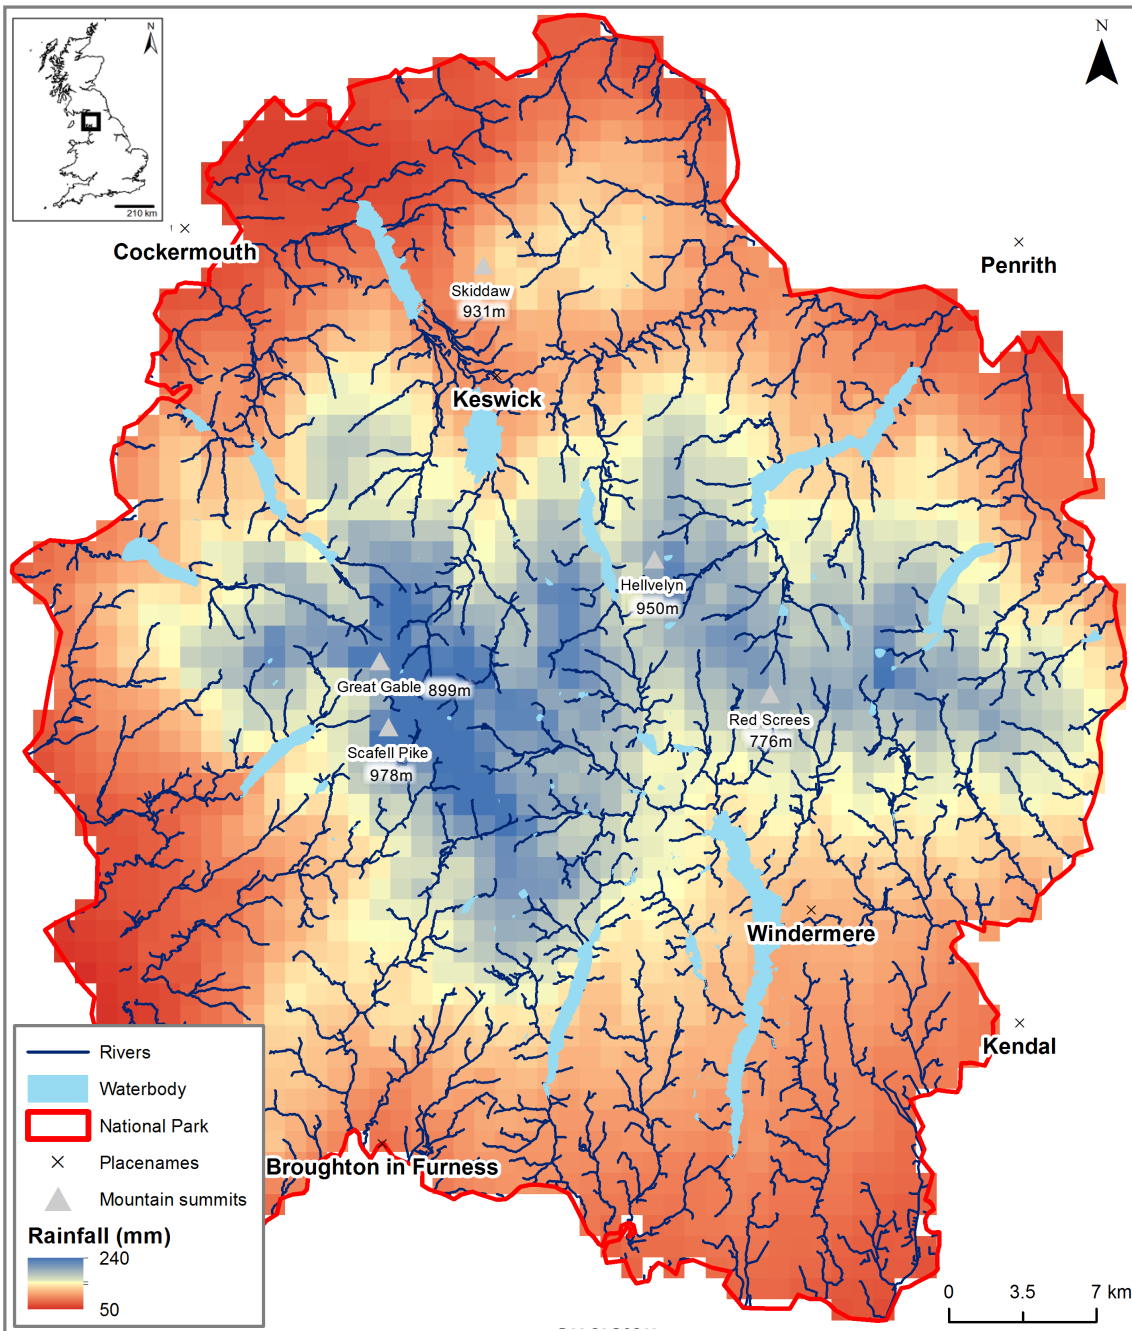 N
210 km
N
Cockermouth
Penrith
Skiddaw
931m
Keswick
Hellvelyn
950m
Great Gable 899m
Red Screes
776m
Scafell Pike
978m
Windermere
Kendal
Broughton in Furness
Rivers
Waterbody
National Park
Placenames
Mountain summits
Rainfall (mm)
240
50
0 3.5 7 km